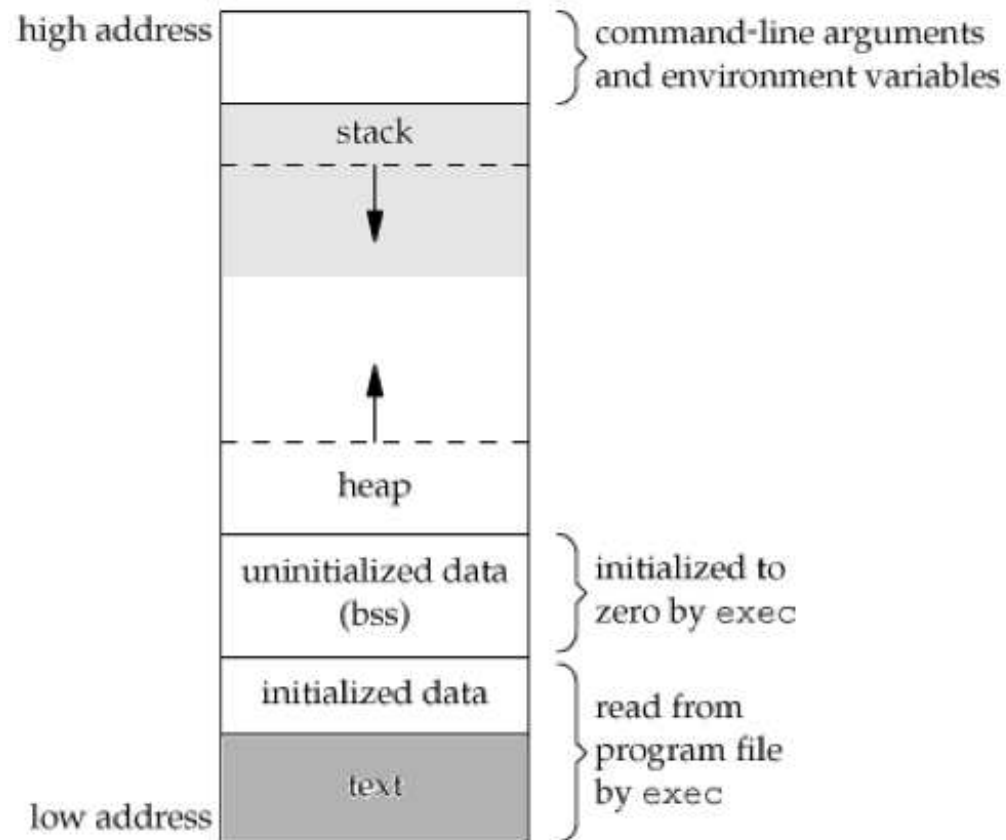 high address
command-line arguments
and environment variables
stack
heap
uninitialized data
(bss)
initialized to
zero by exec
initialized data
read from
program file
by exec
text
low address